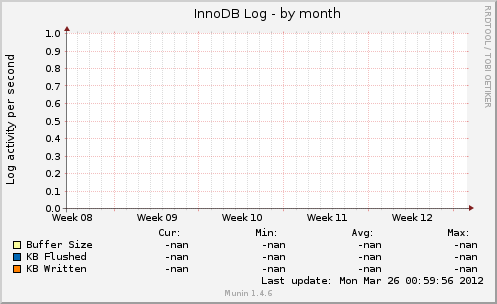 InnoDB Log - by month
RRDTOOL / TOBI OETIKER
Log activity per second
1.0
0.9
0.8
0.7
0.6
0.5
0.4
0.3
0.2
0.1
0.0
Week 08 Week 09 Week 10 Week 11 Week 12
Cur: Min: Avg: Max:
Buffer Size -nan -nan -nan -nan
KB Flushed -nan -nan -nan -nan
KB Written -nan -nan -nan -nan
Last update: Mon Mar 26 00:59:56 2012
Munin 1.4.6